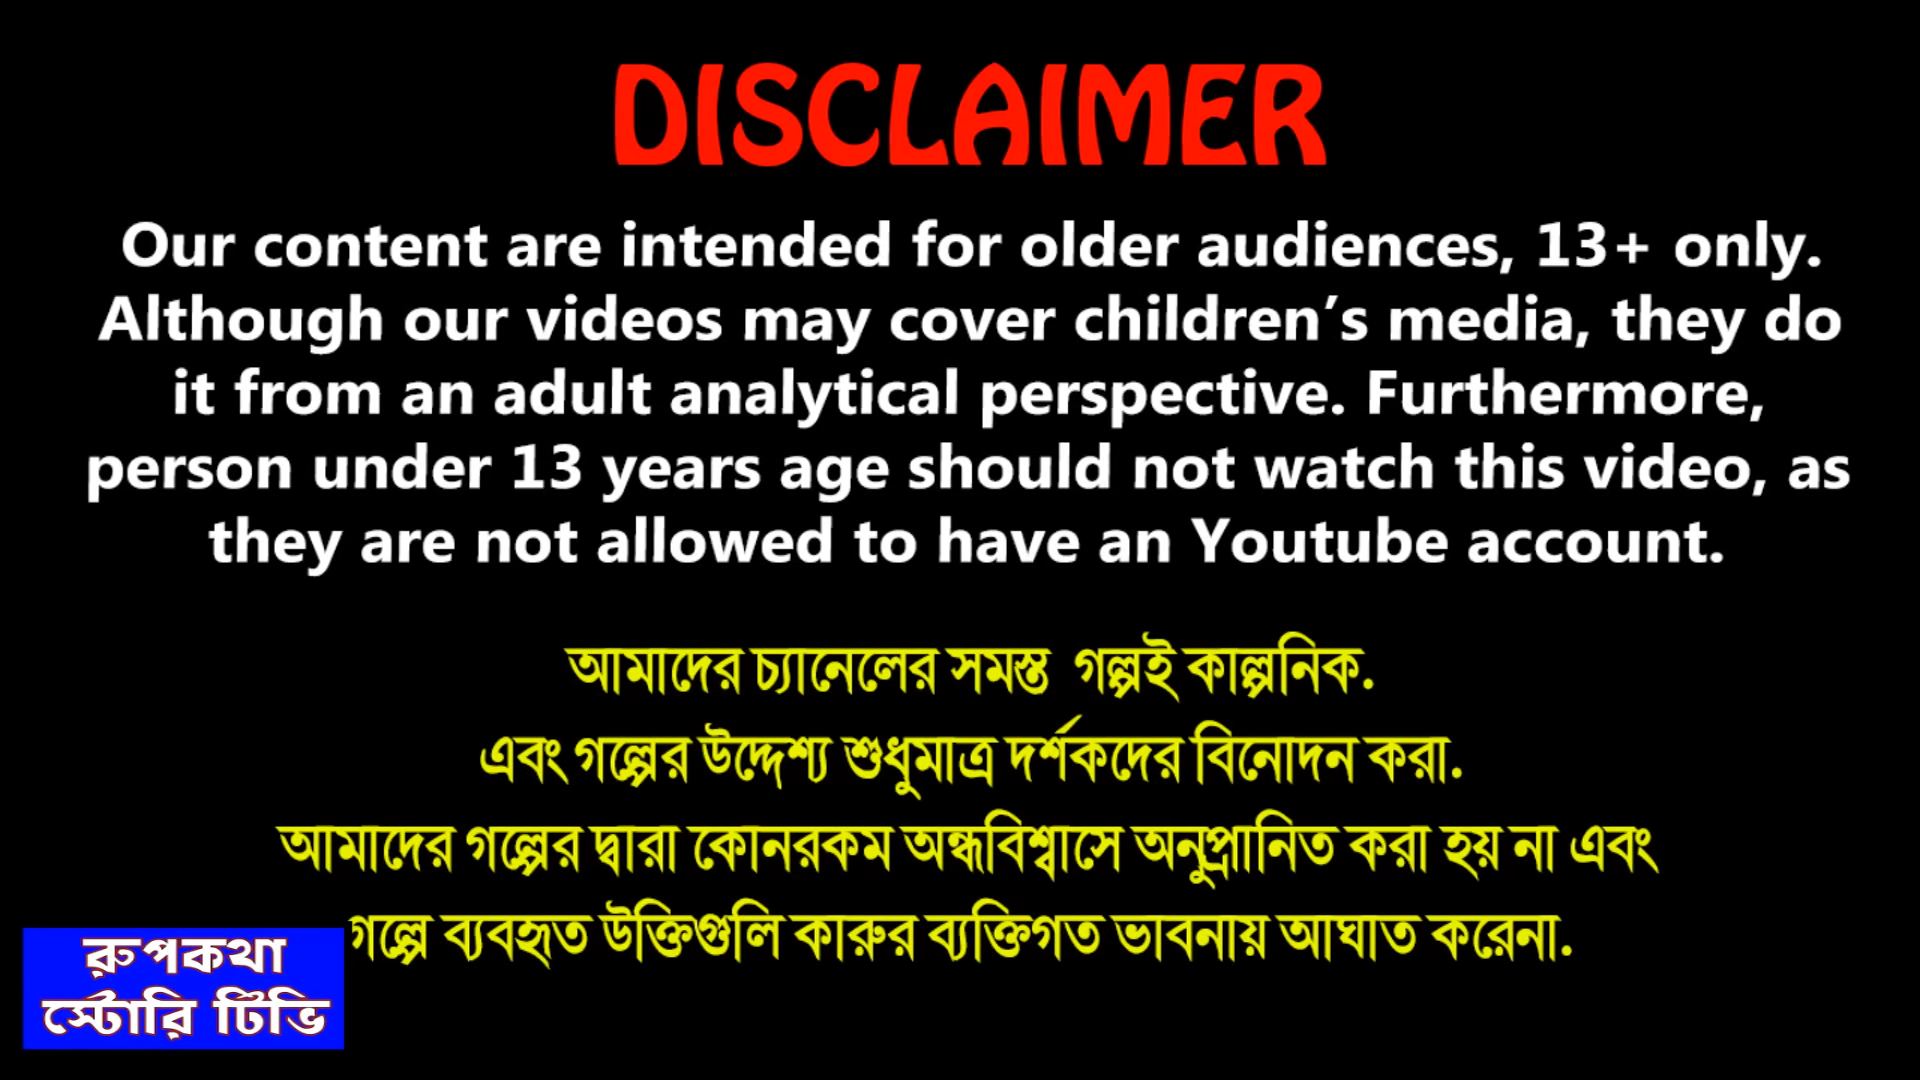 DISCLAIMER
Our content are intended for older audiences, 13+ only.
Although our videos may cover children’s media, they do
it from an adult analytical perspective. Furthermore,
person under 13 years age should not watch this video, as
they are not allowed to have an Youtube account.
আমাদের চ্যানেলের সমস্ত গল্পই কাল্পনিক.
এবং গল্পের উদ্দেশ্য শুধুমাত্র দর্শকদের বিনোদন করা.
আমাদের গল্পের দ্বারা কোনরকম অন্ধবিশ্বাসে অনুপ্রানিত করা হয় না এবং
গল্পে ব্যবহৃত উক্তিগুলি কারুর ব্যক্তিগত ভাবনায় আঘাত করেনা.
রুপকথা
স্টোরি টিভি